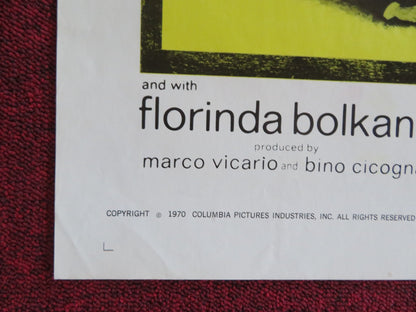 and with
florinda bolkan
produced by
marco vicario and bino cicogna
COPYRIGHT © 1970 COLUMBIA PICTURES INDUSTRIES, INC. ALL RIGHTS RESERVED